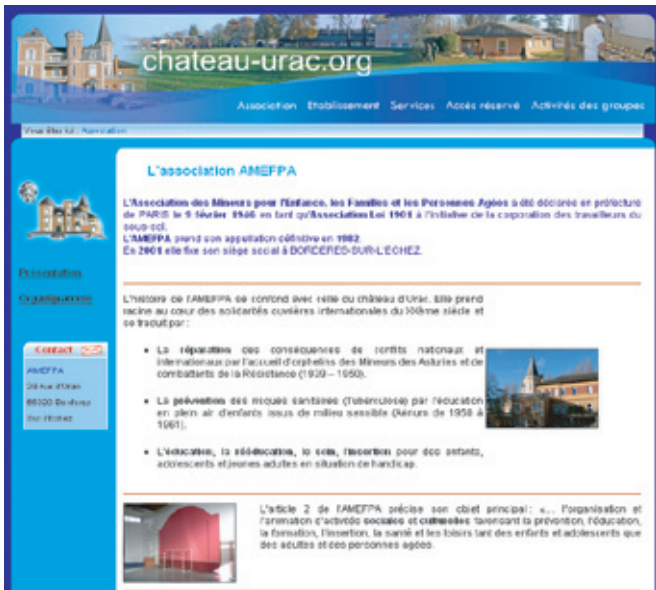 chateau-urac.org
Association Etablissement Services Accès réservé Activités des groupes
Vous êtes ici : Association
L'association AMEFPA
L'Association des Mineurs pour l'Enfance, les Familles et les Personnes Agées a été déclarée en préfecture
de PARIS le 9 février 1946 en tant qu'Association Loi 1901 à l'initiative de la corporation des travailleurs du
sous-sol.
L'AMEFPA prend son appellation définitive en 1982.
En 2001 elle fixe son siège social à BORDERES-SUR-L'ECHEZ.
Présentation
Organigramme
Contact
AMEFPA
rue d'Urac
Bordères
sur l'Echez
L'histoire de l'AMEFPA se confond avec celle du château d'Urac. Elle prend
racine au cœur des solidarités ouvrières internationales du XXème siècle et
se traduit par :
• La réparation des conséquences de conflits nationaux et
internationaux par l'accueil d'orphelins des Mineurs des Asturies et de
combattants de la Résistance (1939 – 1950).
• La prévention des risques sanitaires (Tuberculose) par l'éducation
en plein air d'enfants issus de milieu sensible (Aérium de 1950 à
1981).
• L'éducation, la rééducation, le soin, l'insertion pour des enfants,
adolescents et jeunes adultes en situation de handicap.
L'article 2 de l'AMEFPA précise son objet principal : «... l'organisation et
l'animation d'activités sociales et culturelles favorisant la prévention, l'éducation,
la formation, l'insertion, la santé et les loisirs tant des enfants et adolescents que
des adultes et des personnes agées.